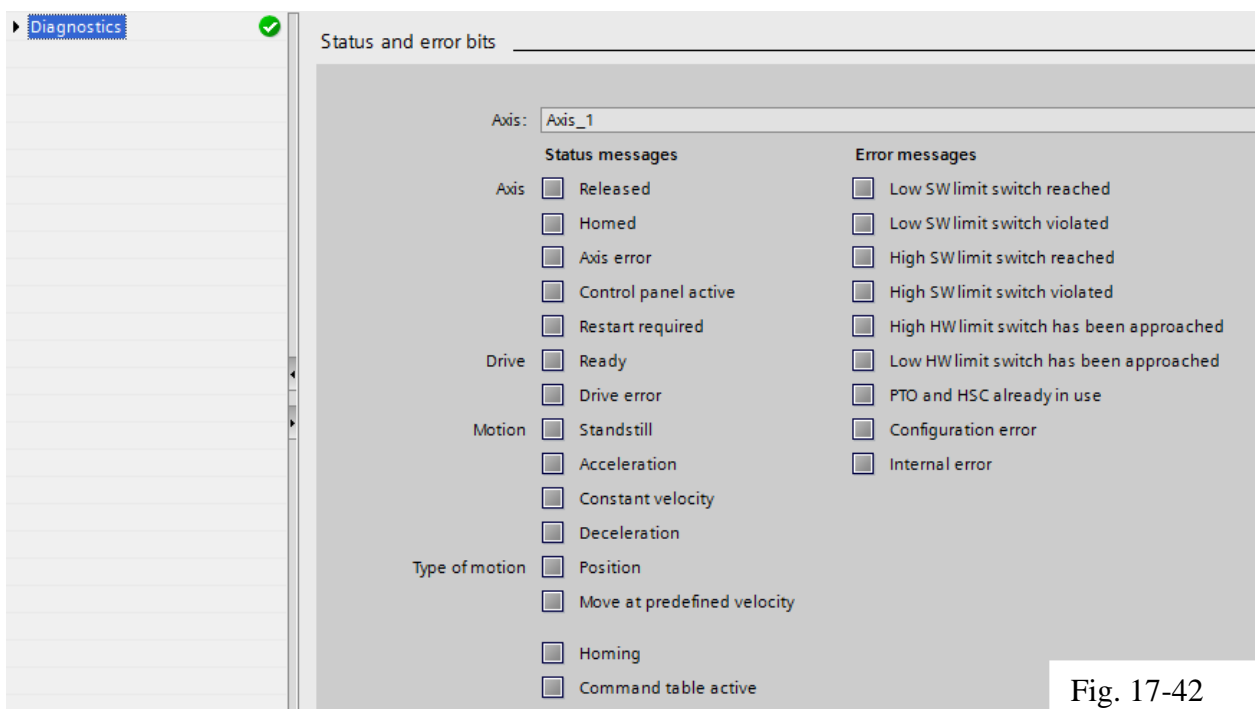 Diagnostics
Status and error bits
Axis: Axis_1
Status messages Error messages
Axis Released Low SW limit switch reached
Homed Low SW limit switch violated
Axis error High SW limit switch reached
Control panel active High SW limit switch violated
Restart required High HW limit switch has been approached
Drive Ready Low HW limit switch has been approached
Drive error PTO and HSC already in use
Motion Standstill Configuration error
Acceleration Internal error
Constant velocity
Deceleration
Type of motion Position
Move at predefined velocity
Homing
Command table active
Fig. 17-42